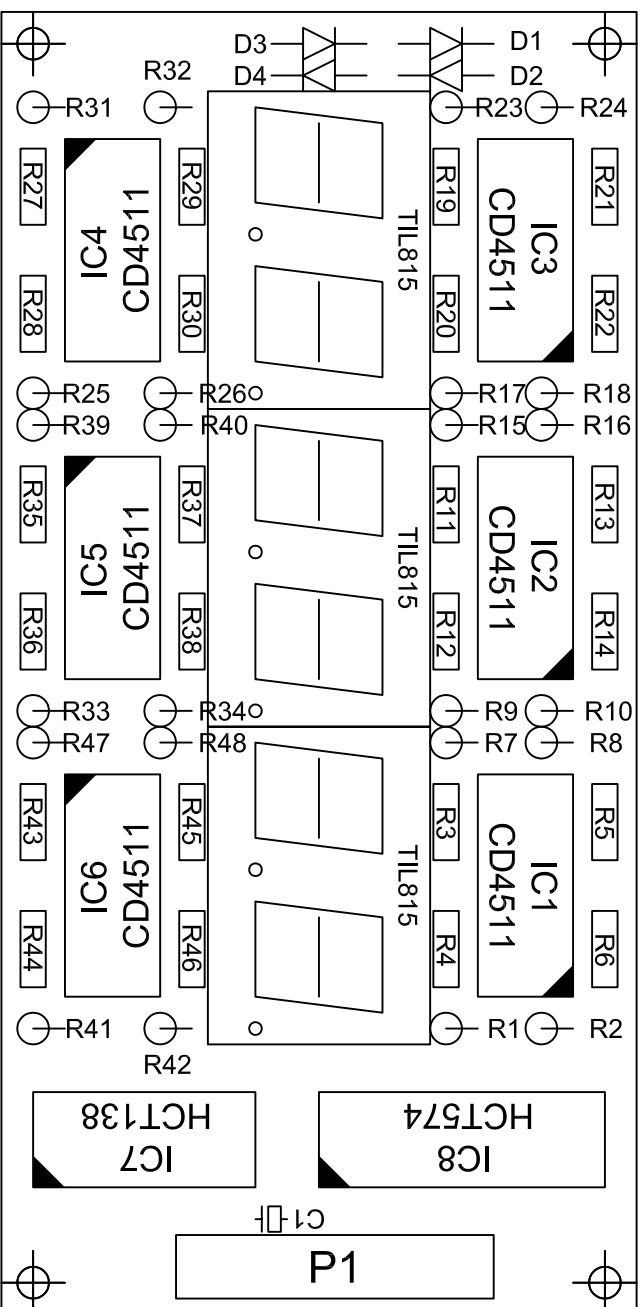 D3 D1
R32 D4 D2
R31 R23 R24
R27 IC4 R29 TIL815 R19 IC3 R21
CD4511 CD4511
R28 R30 R20 R22
R25 R26 R17 R18
R39 R40 R15 R16
R35 IC5 R37 TIL815 R11 IC2 R13
CD4511 CD4511
R36 R38 R12 R14
R33 R34 R9 R10
R47 R48 R7 R8
R43 IC6 R45 TIL815 R3 IC1 R5
CD4511 CD4511
R44 R46 R4 R6
R41 R1 R2
R42
HCT138 HCT574
IC7 IC8
C1
P1